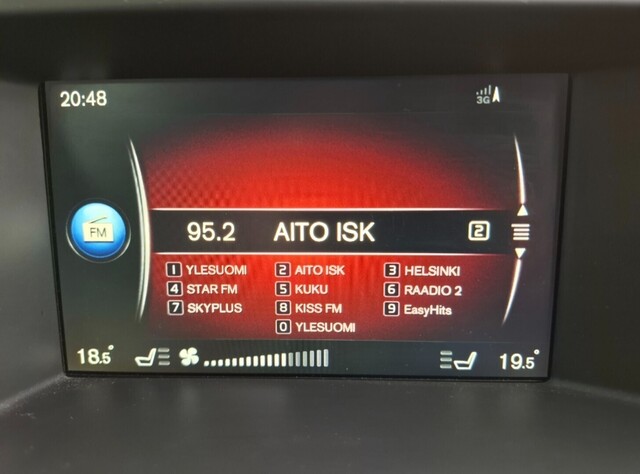 20:48 3G
FM 95.2 AITO ISK 2
1 YLESUOMI 2 AITO ISK 3 HELSINKI
4 STAR FM 5 KUKU 6 RAADIO 2
7 SKYPLUS 8 KISS FM 9 EasyHits
0 YLESUOMI
18.5° 19.5°